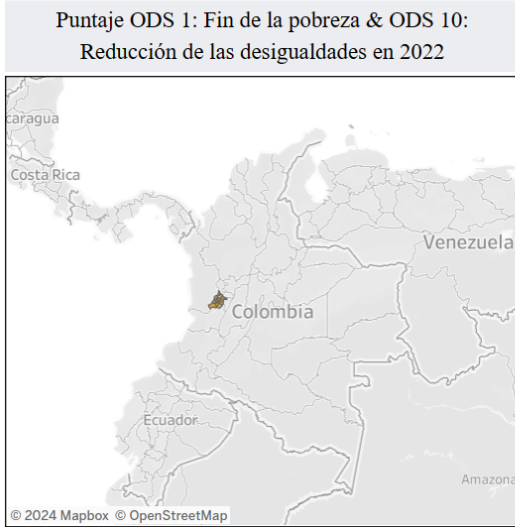 Puntaje ODS 1: Fin de la pobreza & ODS 10:
Reducción de las desigualdades en 2022
caragua
Costa Rica
Venezuela
Colombia
Ecuador
Amazona
© 2024 Mapbox © OpenStreetMap